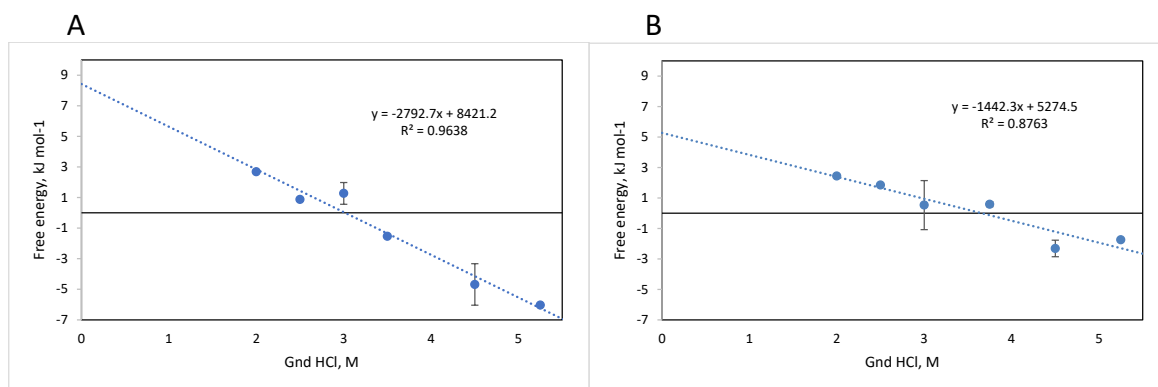 A
Free energy, kJ mol-1
9
7
5
3
1
-1
-3
-5
-7
y = -2792.7x + 8421.2
R² = 0.9638
0 1 2 3 4 5
Gnd HCl, M
B
Free energy, kJ mol-1
9
7
5
3
1
-1
-3
-5
-7
y = -1442.3x + 5274.5
R² = 0.8763
0 1 2 3 4 5
Gnd HCl, M